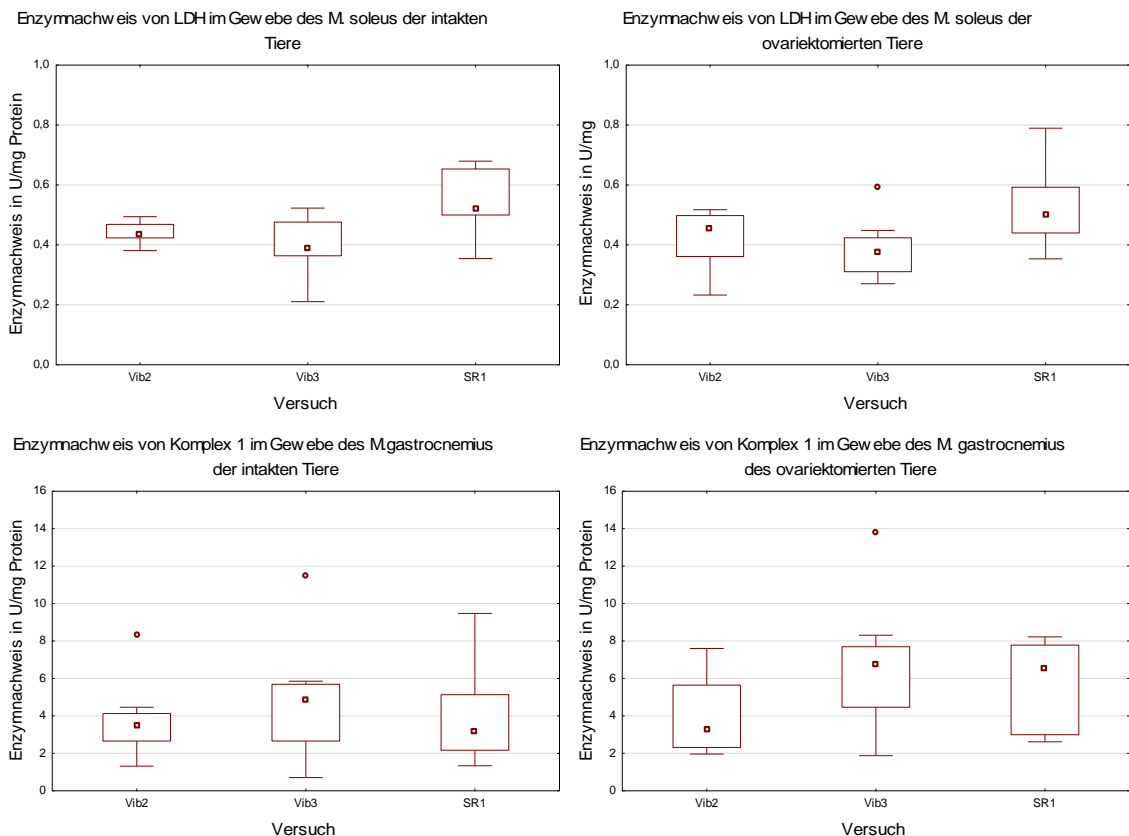 Enzymnachweis von LDH im Gewebe des M. soleus der intakten
Tiere
Enzymnachweis in U/mg Protein
1,0
0,8
0,6
0,4
0,2
0,0
Vib2 Vib3 SR1
Versuch
Enzymnachweis von LDH im Gewebe des M. soleus der
ovariektomierten Tiere
Enzymnachweis in U/mg
1,0
0,8
0,6
0,4
0,2
0,0
Vib2 Vib3 SR1
Versuch
Enzymnachweis von Komplex 1 im Gewebe des M.gastrocnemius
der intakten Tiere
Enzymnachweis in U/mg Protein
16
14
12
10
8
6
4
2
0
Vib2 Vib3 SR1
Versuch
Enzymnachweis von Komplex 1 im Gewebe des M. gastrocnemius
des ovariektomierten Tiere
Enzymnachweis in U/mg Protein
16
14
12
10
8
6
4
2
0
Vib2 Vib3 SR1
Versuch